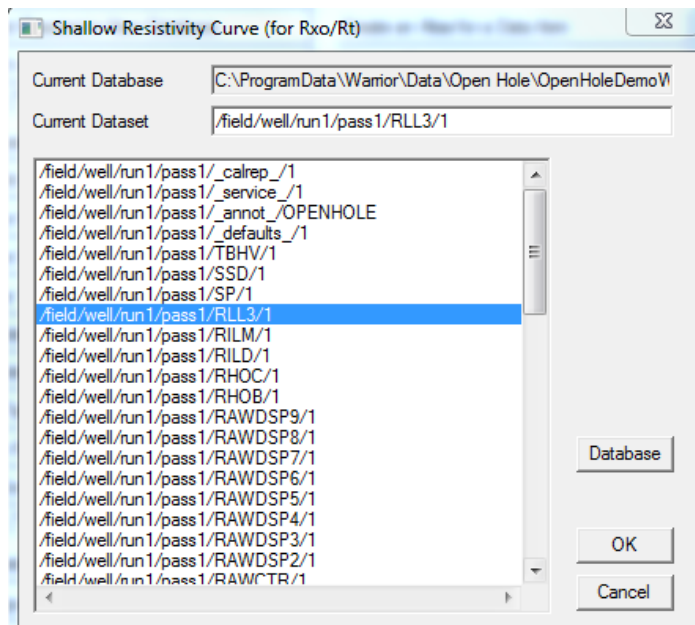 Shallow Resistivity Curve (for Rxo/Rt)
Current Database C:\ProgramData\Warrior\Data\Open Hole\OpenHoleDemoW
Current Dataset /field/well/run1/pass1/RLL3/1
/field/well/run1/pass1/_calrep_/1
/field/well/run1/pass1/_service_/1
/field/well/run1/pass1/_annot_/OPENHOLE
/field/well/run1/pass1/_defaults_/1
/field/well/run1/pass1/TBHV/1
/field/well/run1/pass1/SSD/1
/field/well/run1/pass1/SP/1
/field/well/run1/pass1/RLL3/1
/field/well/run1/pass1/RILM/1
/field/well/run1/pass1/RILD/1
/field/well/run1/pass1/RHOC/1
/field/well/run1/pass1/RHOB/1
/field/well/run1/pass1/RAWDSP9/1
/field/well/run1/pass1/RAWDSP8/1
/field/well/run1/pass1/RAWDSP7/1
/field/well/run1/pass1/RAWDSP6/1
/field/well/run1/pass1/RAWDSP5/1
/field/well/run1/pass1/RAWDSP4/1
/field/well/run1/pass1/RAWDSP3/1
/field/well/run1/pass1/RAWDSP2/1
/field/well/run1/pass1/RAWCTR/1
Database
OK
Cancel